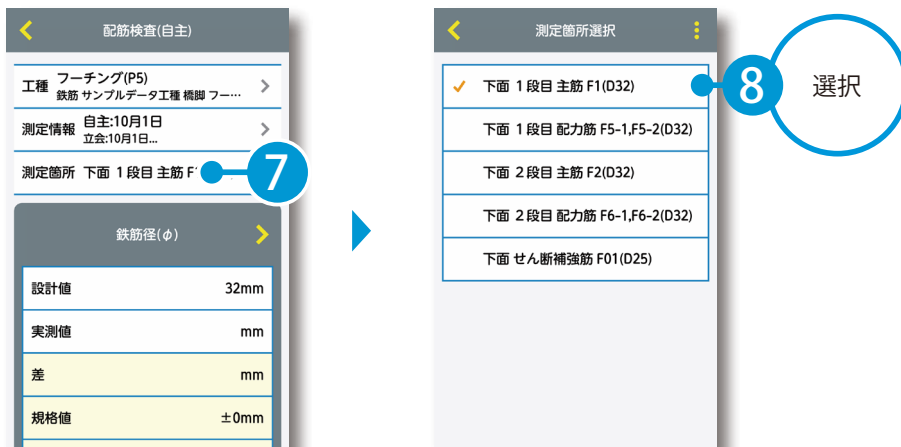 配筋検査(自主)
工種 フーチング(P5)
鉄筋 サンプルデータ工種 橋脚 フー…
測定情報 自主:10月1日
立会:10月1日...
測定箇所 下面 1段目 主筋 F
7
鉄筋径(φ)
設計値 32mm
実測値 mm
差 mm
規格値 ±0mm
測定箇所選択
下面 1段目 主筋 F1(D32)
下面 1段目 配力筋 F5-1,F5-2(D32)
下面 2段目 主筋 F2(D32)
下面 2段目 配力筋 F6-1,F6-2(D32)
下面 せん断補強筋 F01(D25)
8 選択